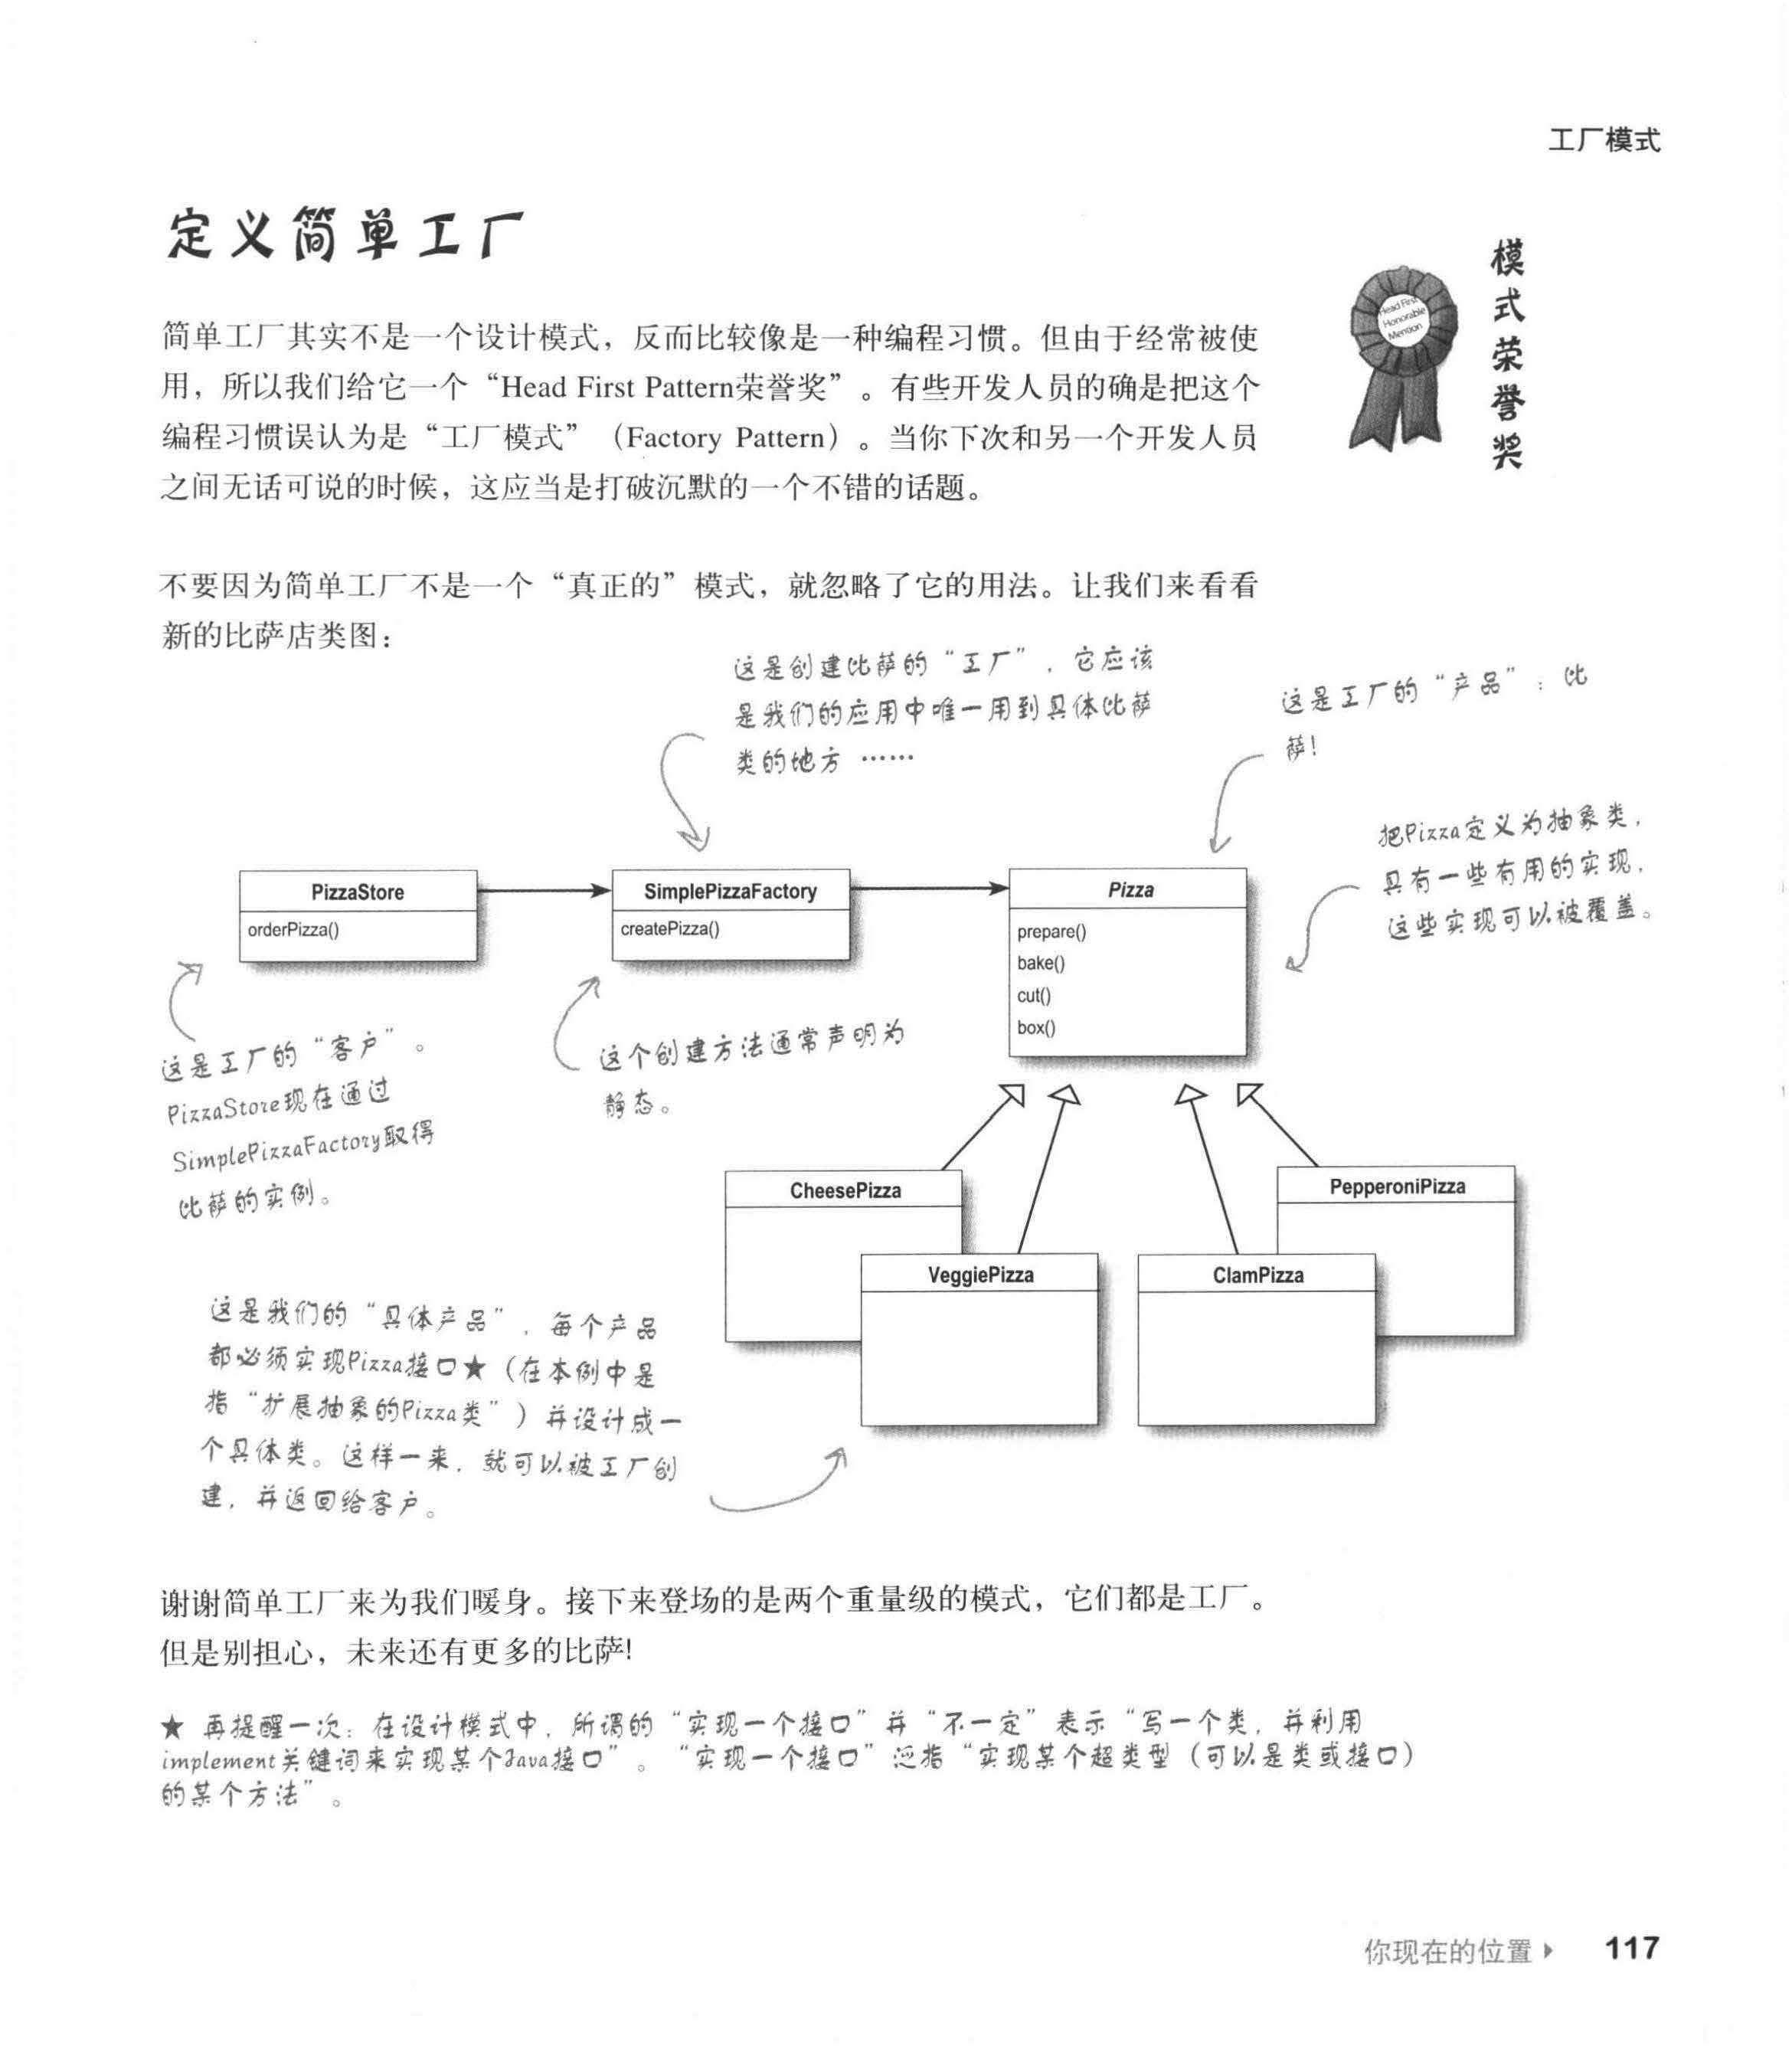 工厂模式
定义简单工厂
模式荣誉奖
Head First
Honorable
Mention
简单工厂其实不是一个设计模式，反而比较像是一种编程习惯。但由于经常被使
用，所以我们给它一个“Head First Pattern荣誉奖”。有些开发人员的确是把这个
编程习惯误认为是“工厂模式”（Factory Pattern）。当你下次和另一个开发人员
之间无话可说的时候，这应当是打破沉默的一个不错的话题。
不要因为简单工厂不是一个“真正的”模式，就忽略了它的用法。让我们来看看
新的比萨店类图：
这是创建比萨的“工厂”，它应该
是我们的应用中唯一用到具体比萨
类的地方……
这是工厂的“产品”：比
萨！
把Pizza定义为抽象类，
具有一些有用的实现，
这些实现可以被覆盖。
PizzaStore
orderPizza()
SimplePizzaFactory
createPizza()
Pizza
prepare()
bake()
cut()
box()
这是工厂的“客户”。
PizzaStore现在通过
SimplePizzaFactory取得
比萨的实例。
这个创建方法通常声明为
静态。
CheesePizza
PepperoniPizza
VeggiePizza
ClamPizza
这是我们的“具体产品”，每个产品
都必须实现Pizza接口★（在本例中是
指“扩展抽象的Pizza类”）并设计成一
个具体类。这样一来，就可以被工厂创
建，并返回给客户。
谢谢简单工厂来为我们暖身。接下来登场的是两个重量级的模式，它们都是工厂。
但是别担心，未来还有更多的比萨！
★ 再提醒一次：在设计模式中，所谓的“实现一个接口”并“不一定”表示“写一个类，并利用
implement关键词来实现某个Java接口”。“实现一个接口”泛指“实现某个超类型（可以是类或接口）
的某个方法”。
你现在的位置 117